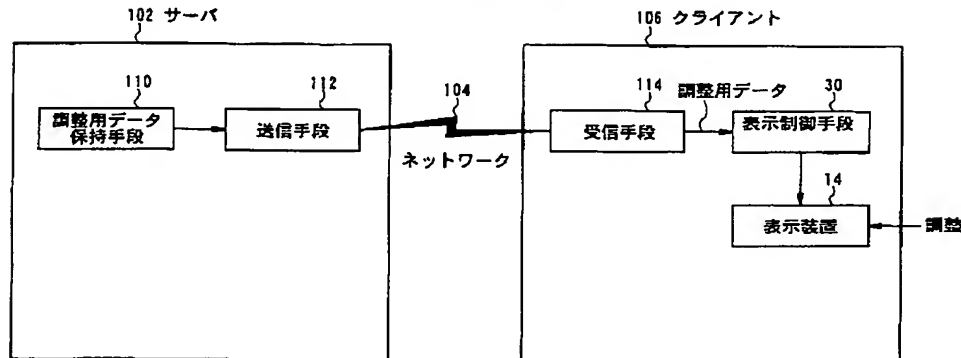 102 サーバ
106 クライアント
110
調整用データ
保持手段
112
送信手段
104
ネットワーク
114
受信手段
調整用データ
30
表示制御手段
14
表示装置
調整